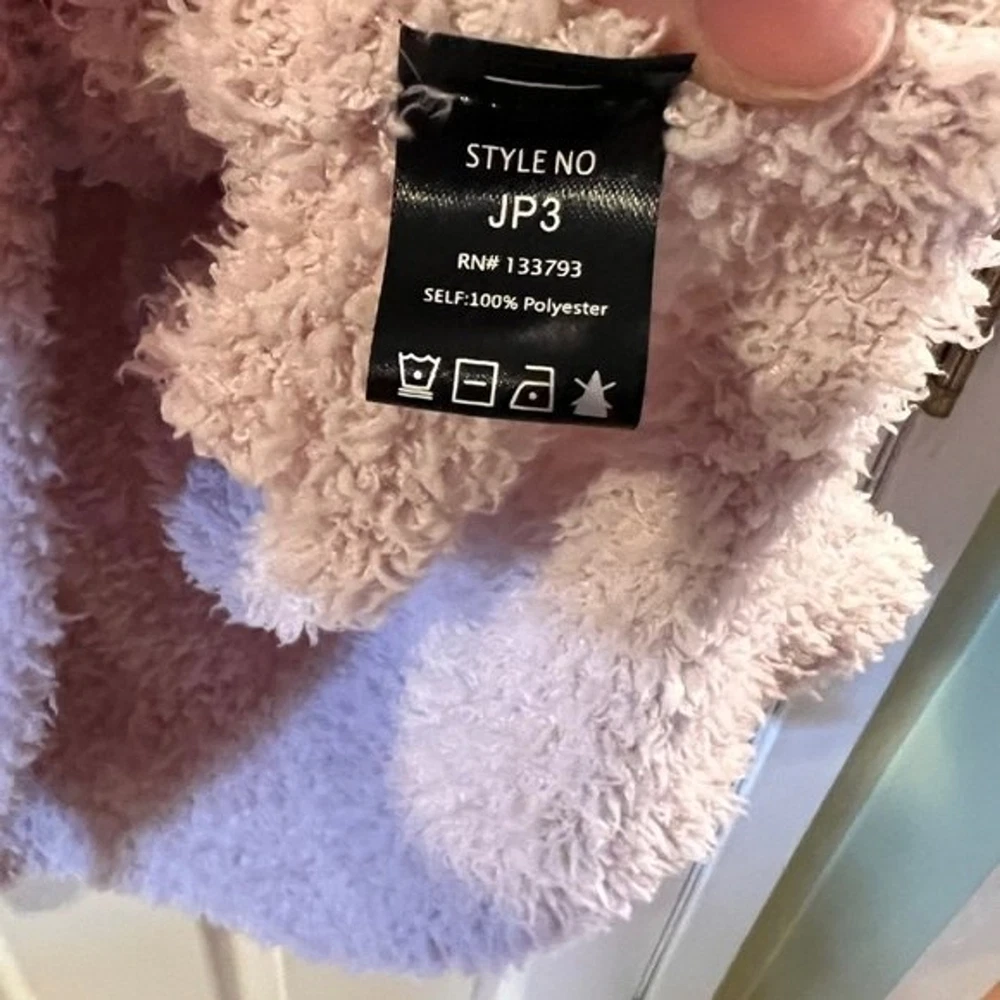 STYLE NO
JP3
RN# 133793
SELF:100% Polyester